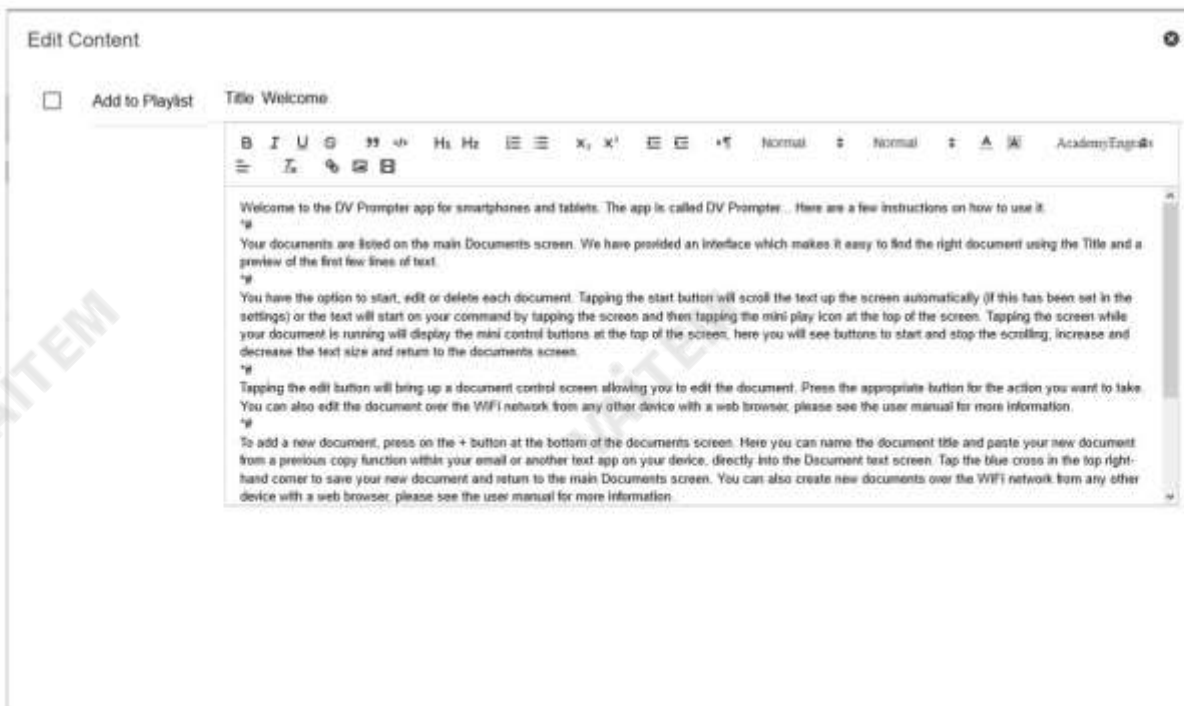 Edit Content
Add to Playlist
Title Welcome
B I U S ” </> H1 H2 x₂ x² Normal Normal A A
Tx
Welcome to the DV Prompter app for smartphones and tablets. The app is called DV Prompter... Here are a few instructions on how to use it.
*#
Your documents are listed on the main Documents screen. We have provided an interface which makes it easy to find the right document using the Title and a
preview of the first few lines of text.
*#
You have the option to start, edit or delete each document. Tapping the start button will scroll the text up the screen automatically (if this has been set in the
settings) or the text will start on your command by tapping the screen and then tapping the mini play icon at the top of the screen. Tapping the screen while
your document is running will display the mini control buttons at the top of the screen, here you will see buttons to start and stop the scrolling, increase and
decrease the text size and return to the documents screen.
*#
Tapping the edit button will bring up a document control screen allowing you to edit the document. Press the appropriate button for the action you want to take.
You can also edit the document over the WiFi network from any other device with a web browser, please see the user manual for more information.
*#
To add a new document, press on the + button at the bottom of the documents screen. Here you can name the document title and paste your new document
from a previous copy function within your email or another text app on your device, directly into the Document text screen. Tap the blue cross in the top right-
hand corner to save your new document and return to the main Documents screen. You can also create new documents over the WiFi network from any other
device with a web browser, please see the user manual for more information.